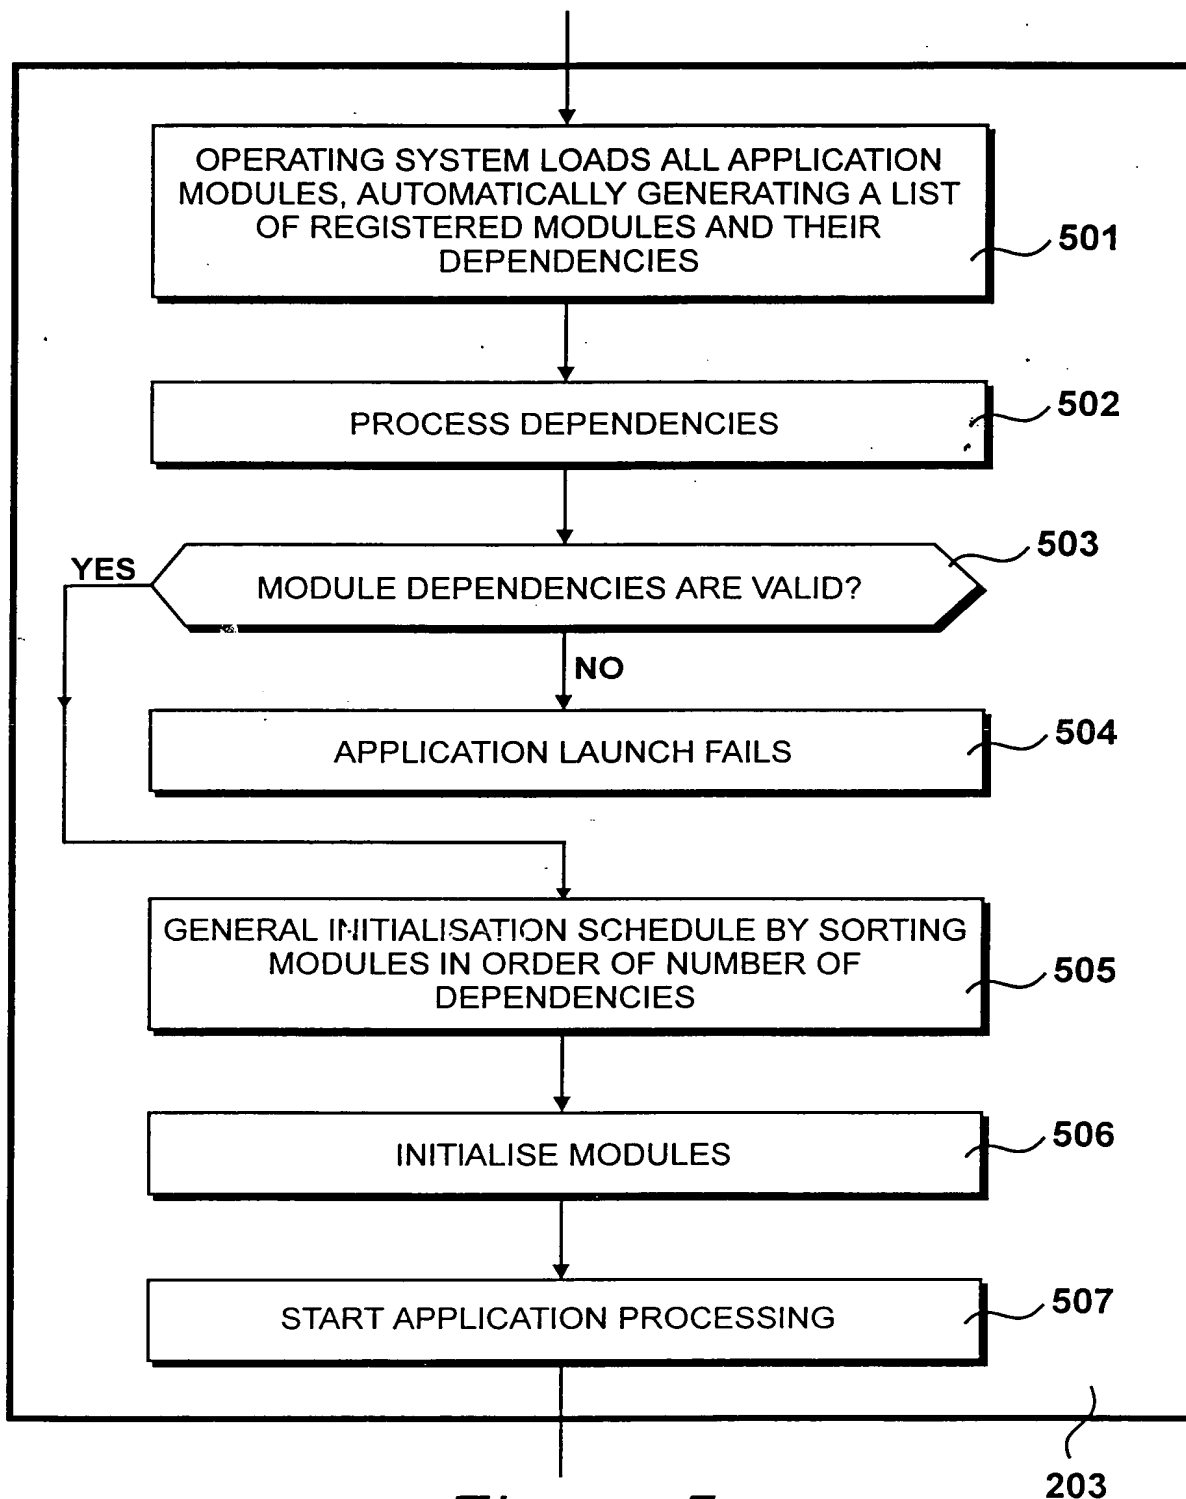 OPERATING SYSTEM LOADS ALL APPLICATION
MODULES, AUTOMATICALLY GENERATING A LIST
OF REGISTERED MODULES AND THEIR
DEPENDENCIES
501
PROCESS DEPENDENCIES
502
503
YES
MODULE DEPENDENCIES ARE VALID?
NO
APPLICATION LAUNCH FAILS
504
GENERAL INITIALISATION SCHEDULE BY SORTING
MODULES IN ORDER OF NUMBER OF
DEPENDENCIES
505
INITIALISE MODULES
506
START APPLICATION PROCESSING
507
203